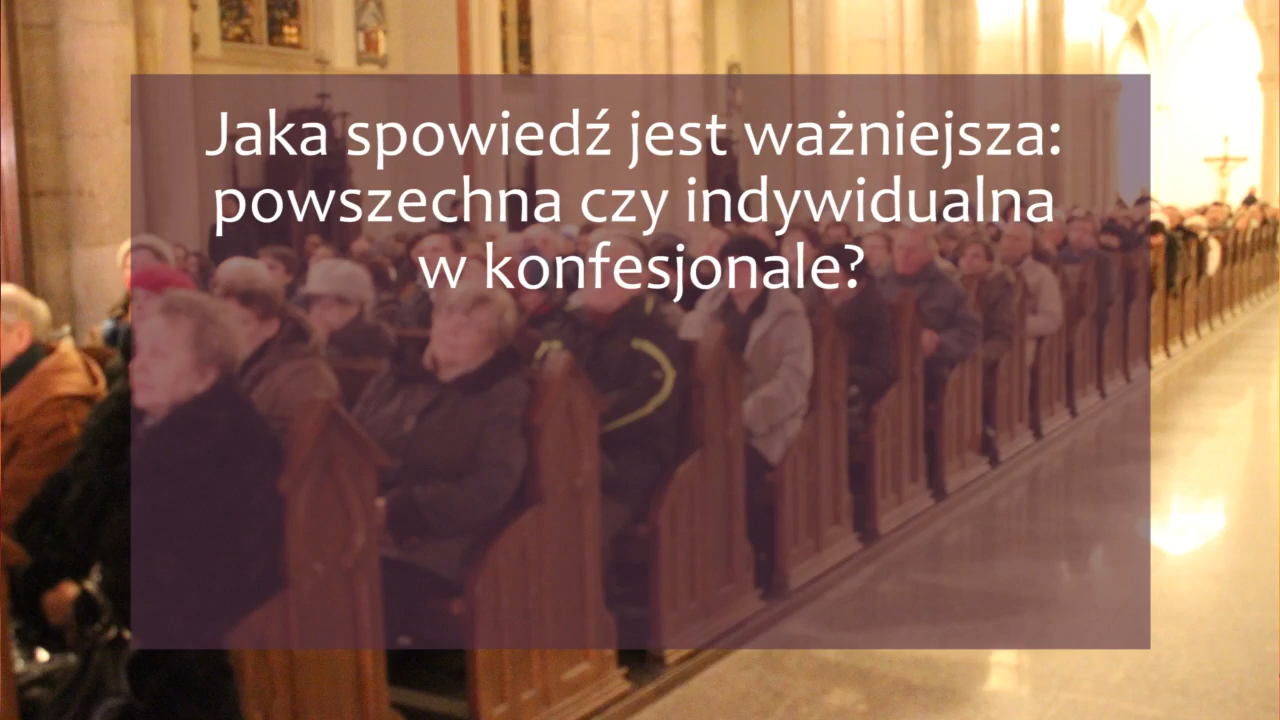 Jaka spowiedź jest ważniejsza:
powszechna czy indywidualna
w konfesjonale?